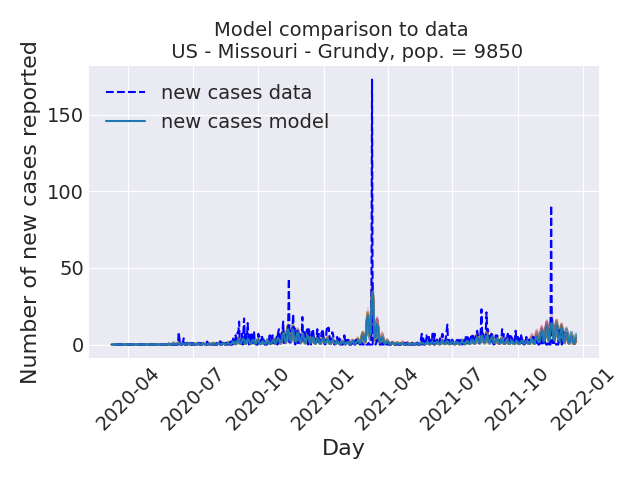 Model comparison to data
US - Missouri - Grundy, pop. = 9850
Number of new cases reported
150
100
50
0
new cases data
new cases model
2020-04
2020-07
2020-10
2021-01
2021-04
2021-07
2021-10
2022-01
Day